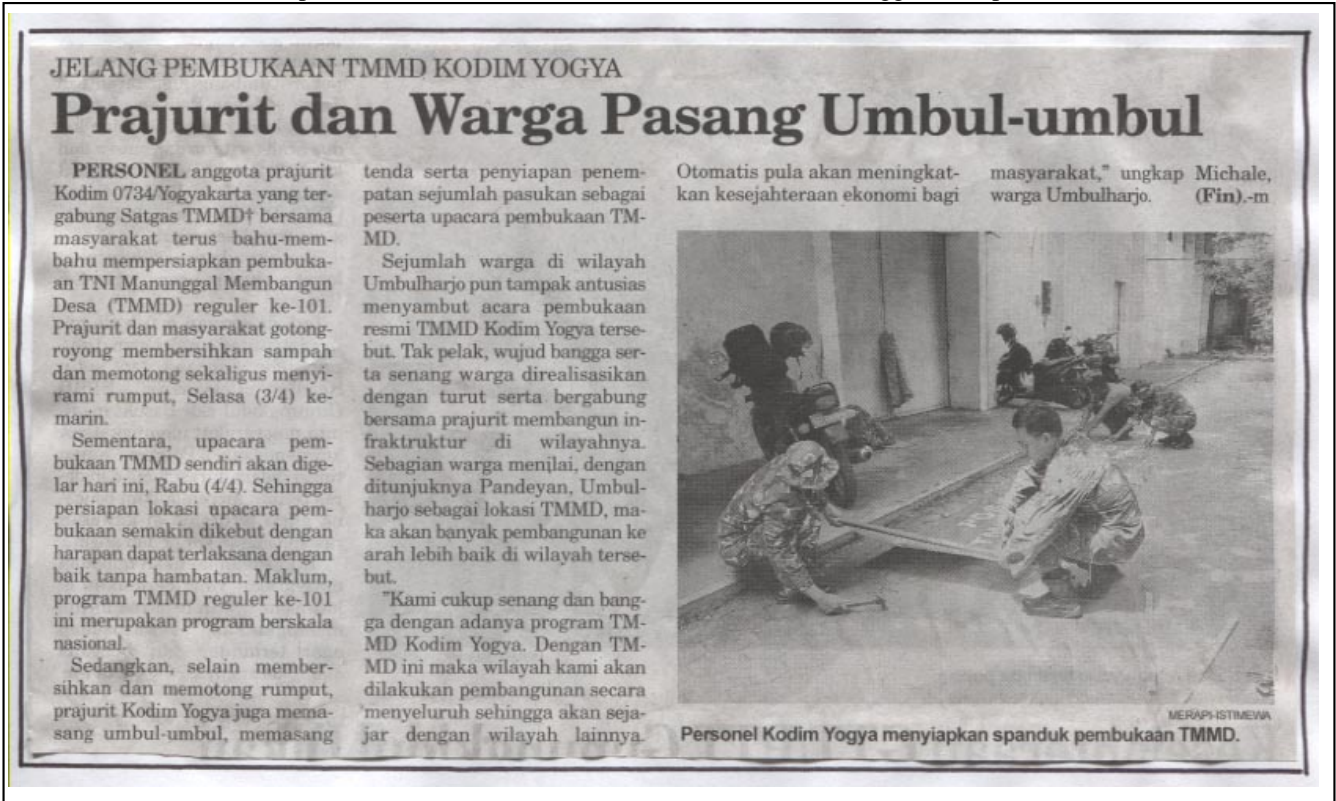 JELANG PEMBUKAAN TMMD KODIM YOGYA
Prajurit dan Warga Pasang Umbul-umbul
PERSONEL anggota prajurit
Kodim 0734/Yogyakarta yang ter-
gabung Satgas TMMD† bersama
masyarakat terus bahu-mem-
bahu mempersiapkan pembuka-
an TNI Manunggal Membangun
Desa (TMMD) reguler ke-101.
Prajurit dan masyarakat gotong-
royong membersihkan sampah
dan memotong sekaligus menyi-
rami rumput, Selasa (3/4) ke-
marin.
Sementara, upacara pem-
bukaan TMMD sendiri akan dige-
lar hari ini, Rabu (4/4). Sehingga
persiapan lokasi upacara pem-
bukaan semakin dikebut dengan
harapan dapat terlaksana dengan
baik tanpa hambatan. Maklum,
program TMMD reguler ke-101
ini merupakan program berskala
nasional.
Sedangkan, selain member-
sihkan dan memotong rumput,
prajurit Kodim Yogya juga mema-
sang umbul-umbul, memasang
tenda serta penyiapan penem-
patan sejumlah pasukan sebagai
peserta upacara pembukaan TM-
MD.
Sejumlah warga di wilayah
Umbulharjo pun tampak antusias
menyambut acara pembukaan
resmi TMMD Kodim Yogya terse-
but. Tak pelak, wujud bangga ser-
ta senang warga direalisasikan
dengan turut serta bergabung
bersama prajurit membangun in-
fraktruktur di wilayahnya.
Sebagian warga menilai, dengan
ditunjuknya Pandeyan, Umbul-
harjo sebagai lokasi TMMD, ma-
ka akan banyak pembangunan ke
arah lebih baik di wilayah terse-
but.
"Kami cukup senang dan bang-
ga dengan adanya program TM-
MD Kodim Yogya. Dengan TM-
MD ini maka wilayah kami akan
dilakukan pembangunan secara
menyeluruh sehingga akan seja-
jar dengan wilayah lainnya.
Otomatis pula akan meningkat-
kan kesejahteraan ekonomi bagi
masyarakat," ungkap Michale,
warga Umbulharjo. (Fin).-m
MERAPI-ISTIMEWA
Personel Kodim Yogya menyiapkan spanduk pembukaan TMMD.